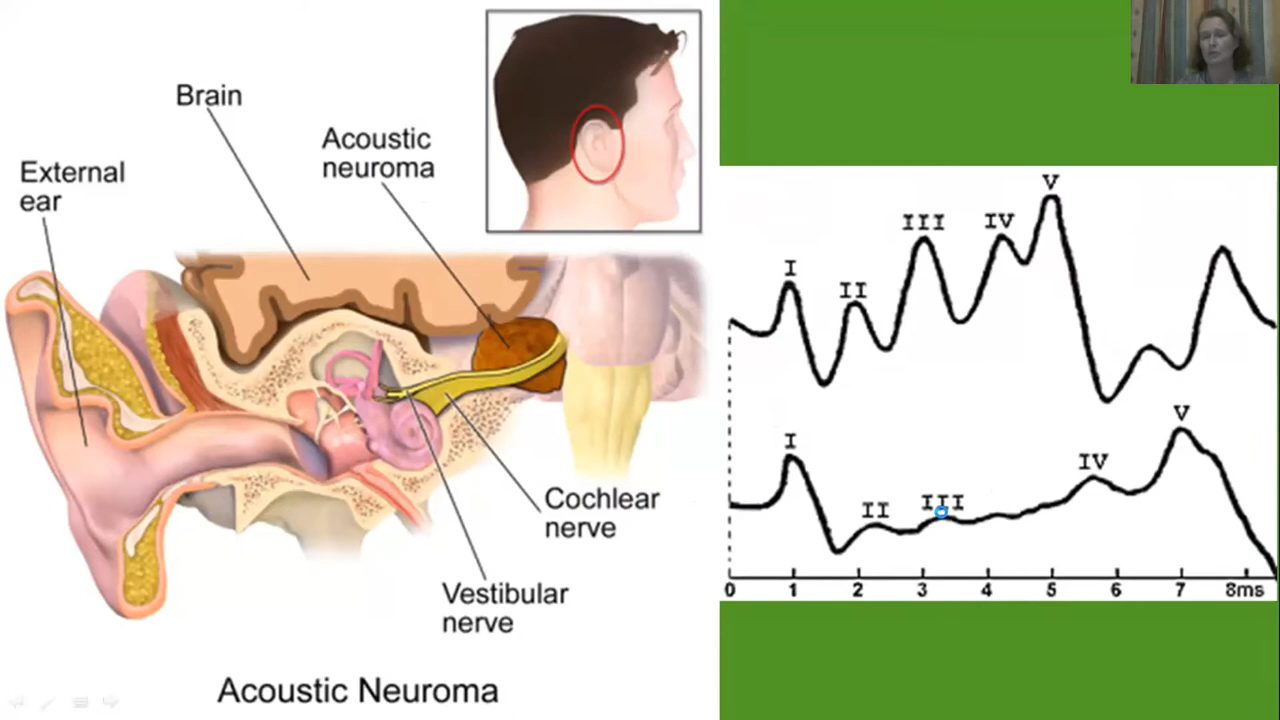 Brain
Acoustic
neuroma
External
ear
Cochlear
nerve
Vestibular
nerve
Acoustic Neuroma
I
II
III
IV
V
I
II
III
IV
V
0 1 2 3 4 5 6 7 8ms